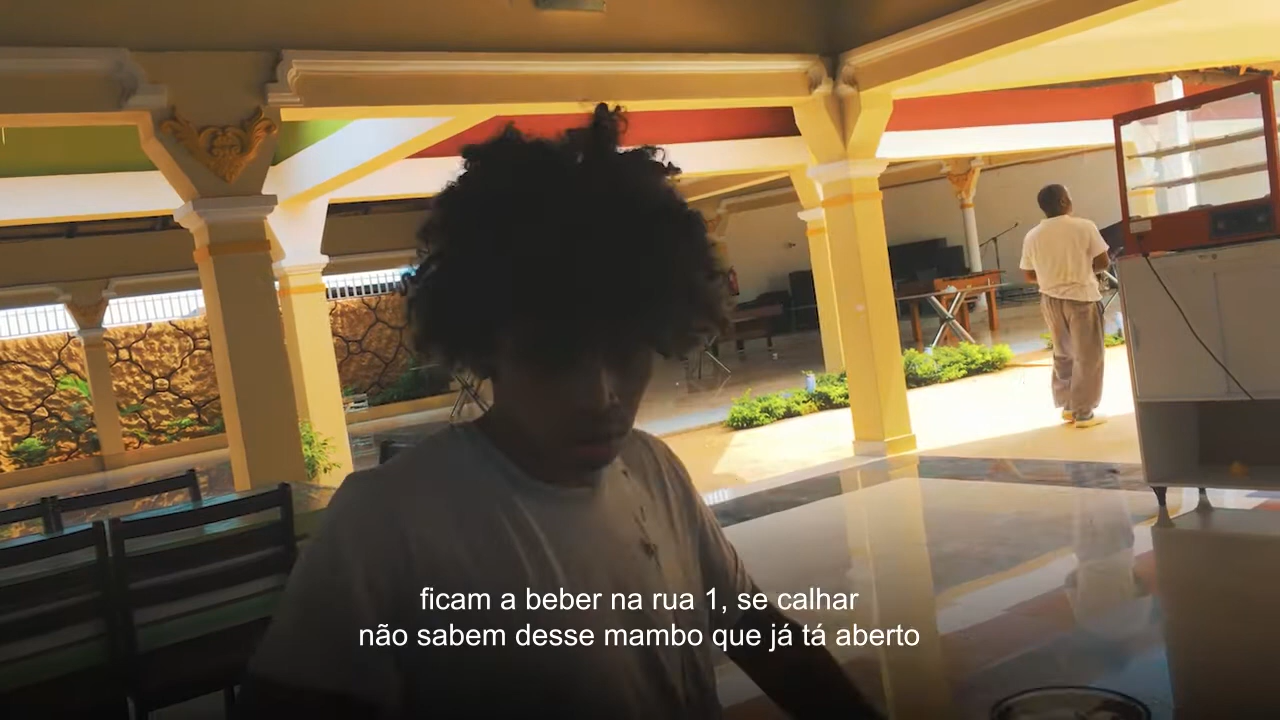 ficam a beber na rua 1, se calhar
não sabem desse mambo que já tá aberto